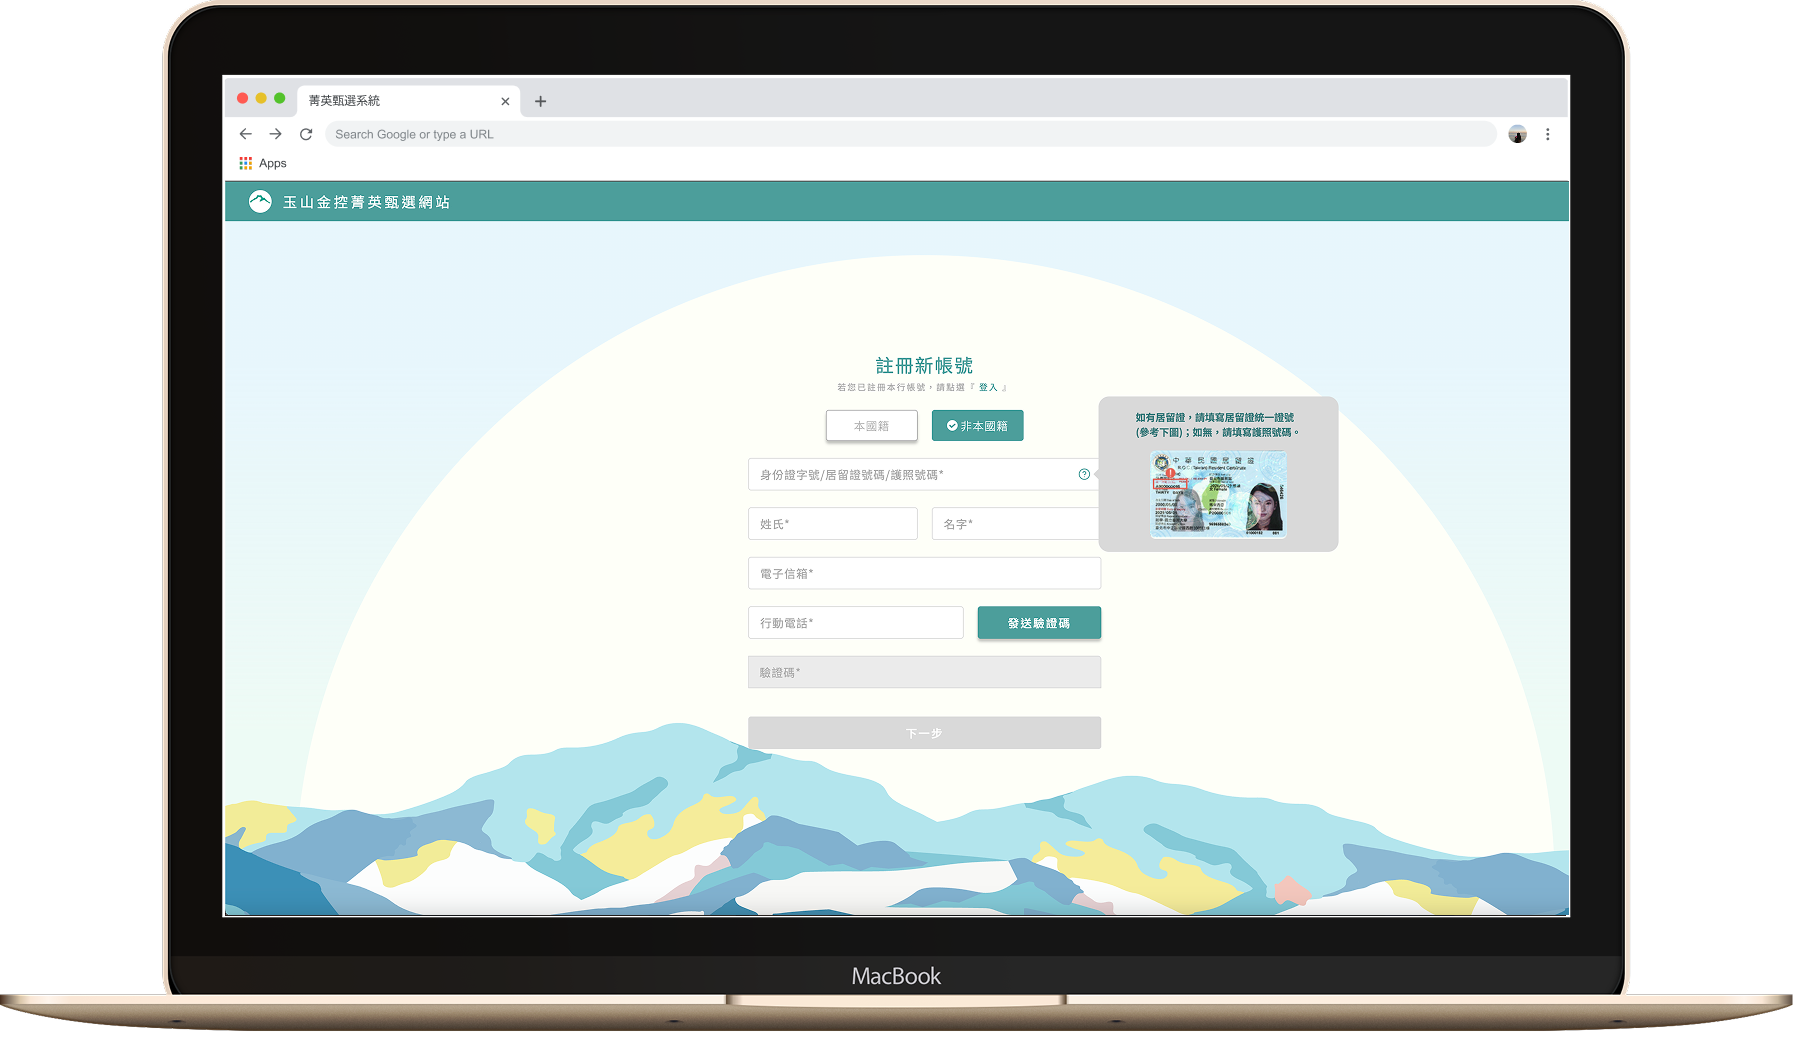 菁英甄選系統
Search Google or type a URL
Apps
玉山金控菁英甄選網站
註冊新帳號
若您已註冊本行帳號，請點選『 登入 』
本國籍
非本國籍
身份證字號/居留證號碼/護照號碼*
如有居留證，請填寫居留證統一證號
(參考下圖)；如無，請填寫護照號碼。
中華民國居留證
R.O.C. (Taiwan) Resident Certificate
姓氏*
名字*
電子信箱*
行動電話*
發送驗證碼
驗證碼*
下一步
MacBook